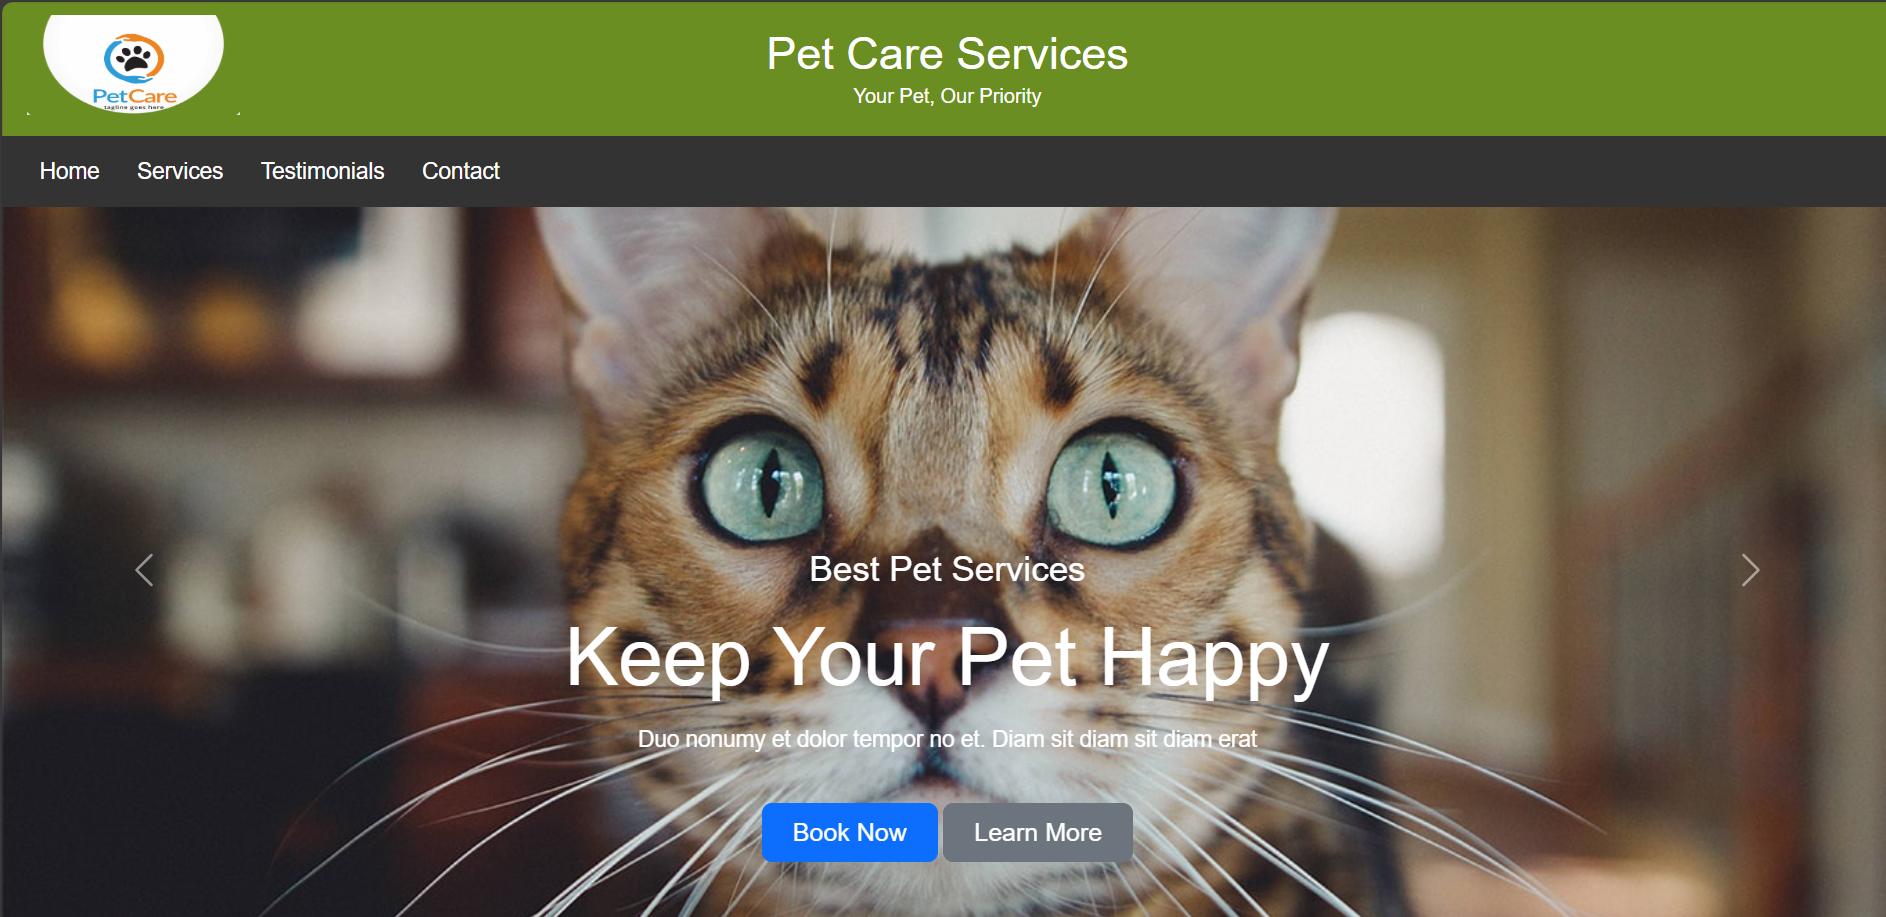 PetCare
tagline goes here
Pet Care Services
Your Pet, Our Priority
Home Services Testimonials Contact
Best Pet Services
Keep Your Pet Happy
Duo nonumy et dolor tempor no et. Diam sit diam sit diam erat
Book Now Learn More